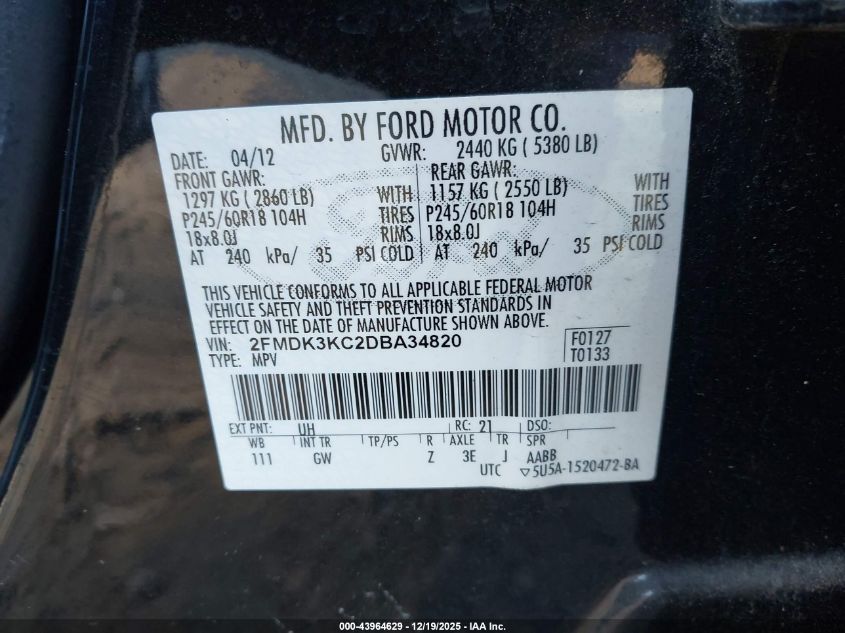 MFD. BY FORD MOTOR CO.
DATE: 04/12 GVWR: 2440 KG ( 5380 LB)
FRONT GAWR: REAR GAWR:
1297 KG ( 2860 LB) WITH 1157 KG ( 2550 LB) WITH
P245/60R18 104H TIRES P245/60R18 104H TIRES
18x8.0J RIMS 18x8.0J RIMS
AT 240 kPa/ 35 PSI COLD AT 240 kPa/ 35 PSI COLD
THIS VEHICLE CONFORMS TO ALL APPLICABLE FEDERAL MOTOR
VEHICLE SAFETY AND THEFT PREVENTION STANDARDS IN
EFFECT ON THE DATE OF MANUFACTURE SHOWN ABOVE.
VIN: 2FMDK3KC2DBA34820 F0127
TYPE: MPV T0133
EXT PNT: UH RC: 21 DSO:
WB INT TR TP/PS R AXLE TR SPR
111 GW Z 3E J AABB
UTC ▽5U5A-1520472-BA
000-43964629 - 12/19/2025 - IAA Inc.